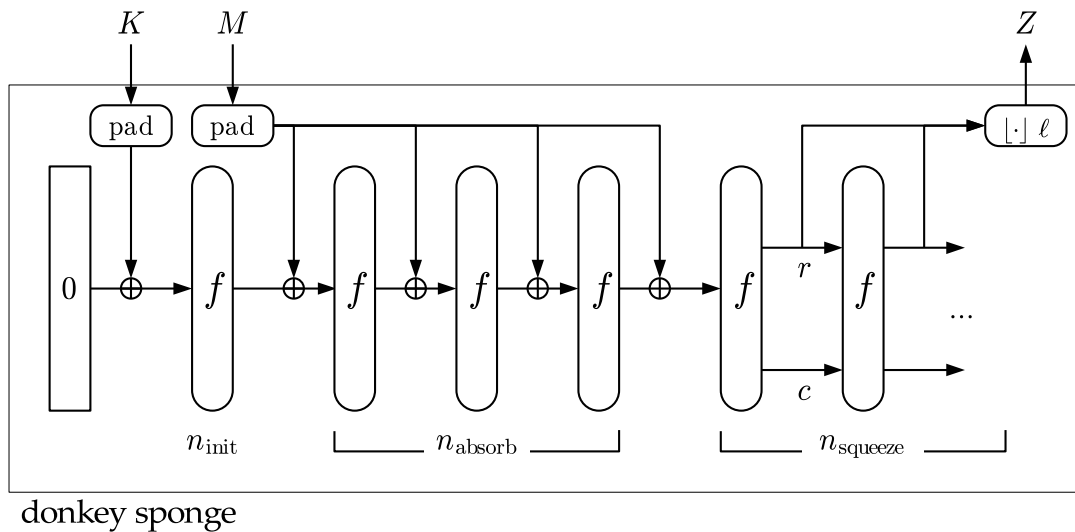 K M Z
pad pad ⌊·⌋ ℓ
0 f f f f f f
r
c
...
n_init n_absorb n_squeeze
donkey sponge